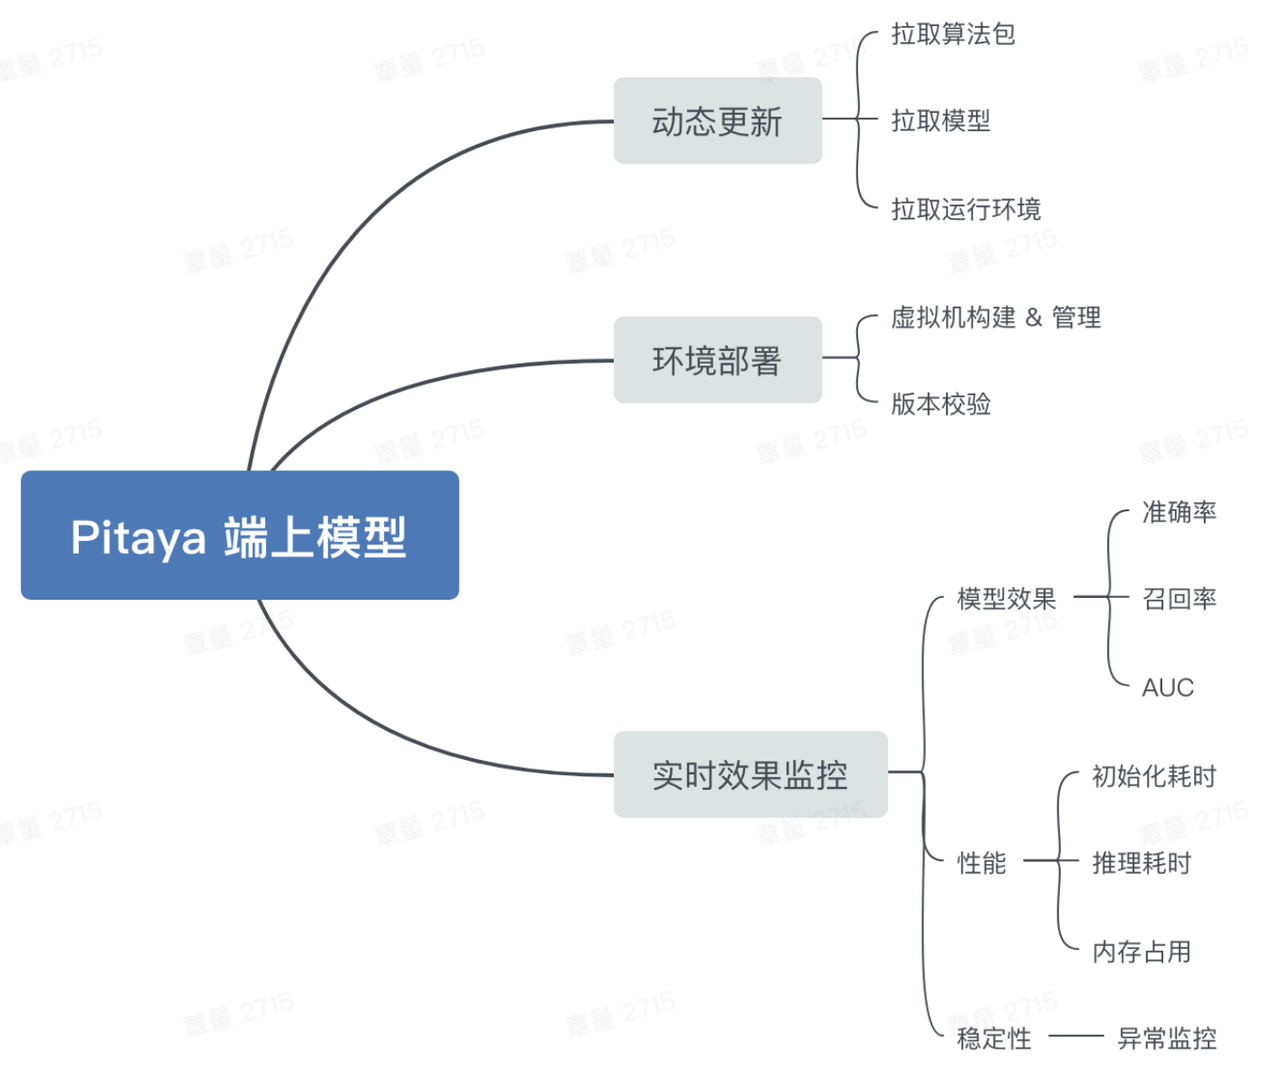 Pitaya 端上模型
动态更新
拉取算法包
拉取模型
拉取运行环境
环境部署
虚拟机构建 & 管理
版本校验
实时效果监控
模型效果
准确率
召回率
AUC
性能
初始化耗时
推理耗时
内存占用
稳定性
异常监控
覃量 2715